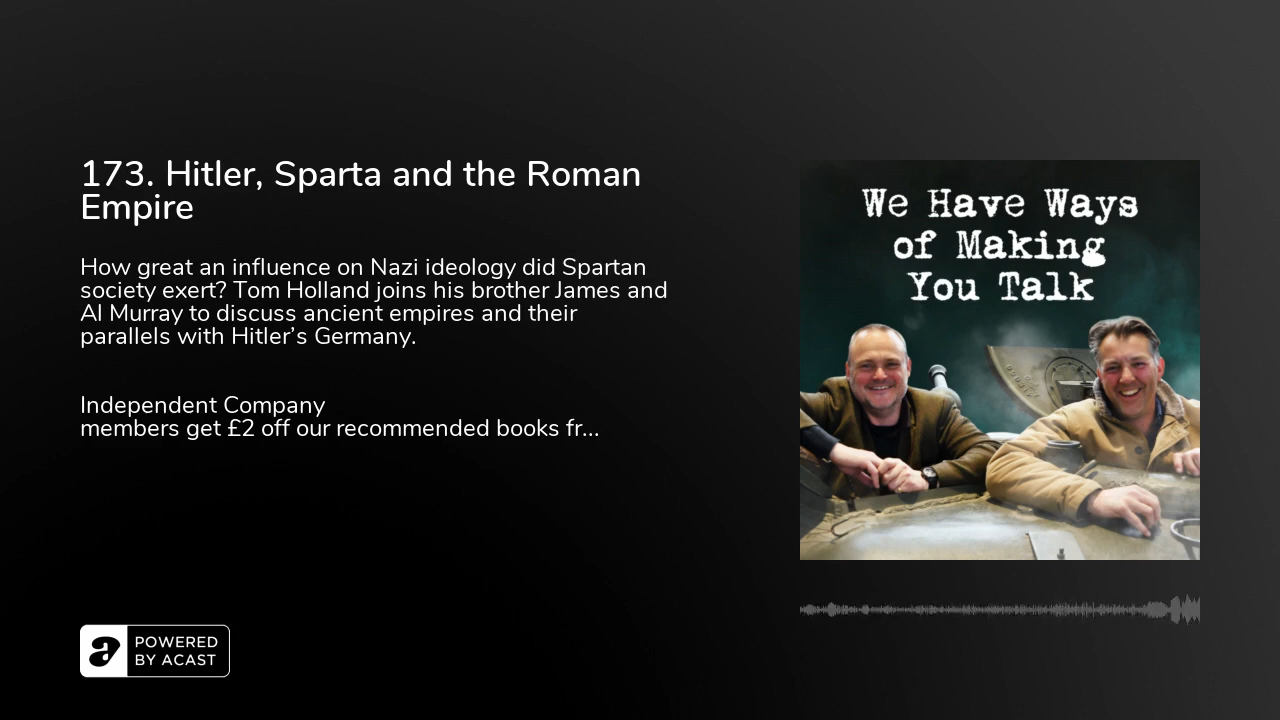 173. Hitler, Sparta and the Roman
Empire
How great an influence on Nazi ideology did Spartan
society exert? Tom Holland joins his brother James and
Al Murray to discuss ancient empires and their
parallels with Hitler’s Germany.
Independent Company
members get £2 off our recommended books fr...
We Have Ways
of Making
You Talk
POWERED
BY ACAST